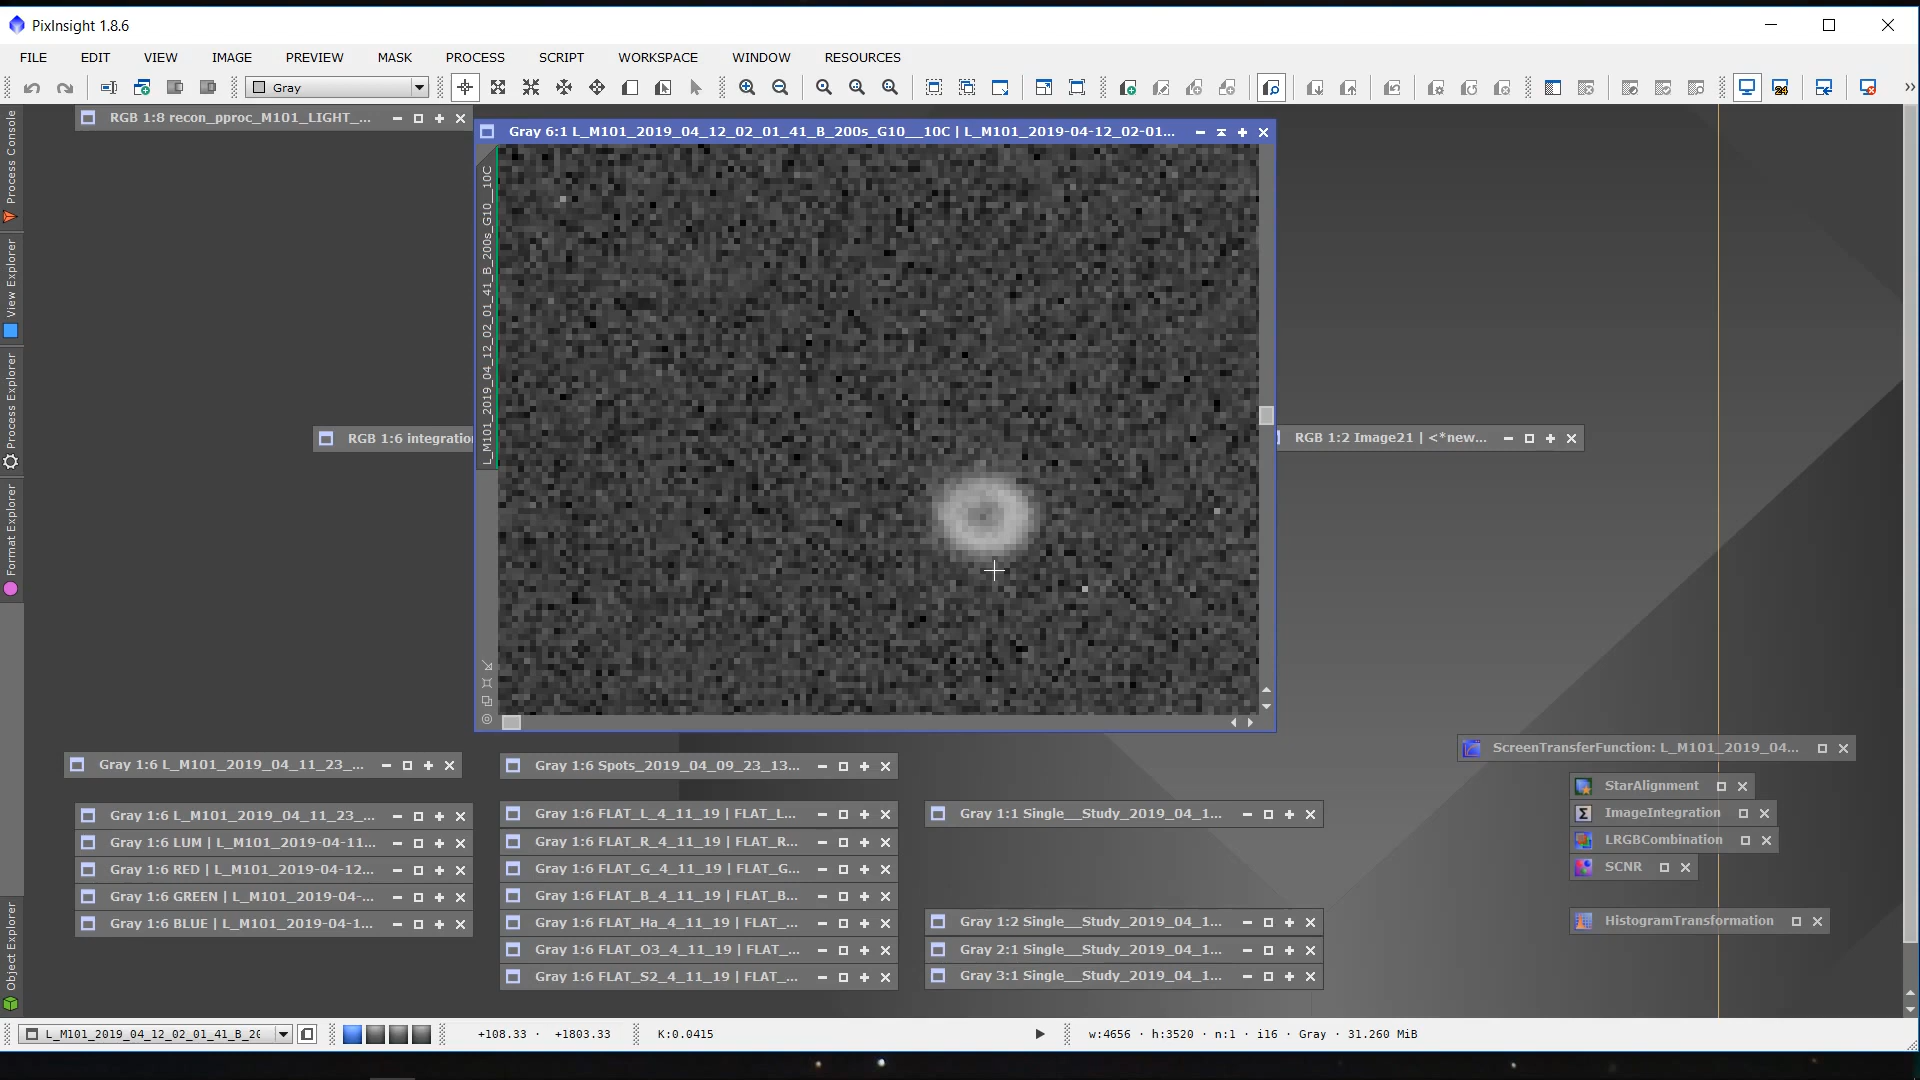 PixInsight 1.8.6
FILE EDIT VIEW IMAGE PREVIEW MASK PROCESS SCRIPT WORKSPACE WINDOW RESOURCES
Gray
Process Console
View Explorer
Process Explorer
Format Explorer
Object Explorer
RGB 1:8 recon_pproc_M101_LIGHT_...
Gray 6:1 L_M101_2019_04_12_02_01_41_B_200s_G10__10C | L_M101_2019-04-12_02-01...
L_M101_2019_04_12_02_01_41_B_200s_G10__10C
RGB 1:6 integration
RGB 1:2 Image21 | <*new...
ScreenTransferFunction: L_M101_2019_04...
Gray 1:6 L_M101_2019_04_11_23_...
Gray 1:6 Spots_2019_04_09_23_13...
StarAlignment
Gray 1:6 L_M101_2019_04_11_23_...
Gray 1:6 FLAT_L_4_11_19 | FLAT_L...
Gray 1:1 Single__Study_2019_04_1...
ImageIntegration
Gray 1:6 LUM | L_M101_2019-04-11...
Gray 1:6 FLAT_R_4_11_19 | FLAT_R...
LRGBCombination
Gray 1:6 RED | L_M101_2019-04-12...
Gray 1:6 FLAT_G_4_11_19 | FLAT_G...
SCNR
Gray 1:6 GREEN | L_M101_2019-04-...
Gray 1:6 FLAT_B_4_11_19 | FLAT_B...
Gray 1:6 BLUE | L_M101_2019-04-1...
Gray 1:6 FLAT_Ha_4_11_19 | FLAT_...
Gray 1:2 Single__Study_2019_04_1...
HistogramTransformation
Gray 1:6 FLAT_O3_4_11_19 | FLAT_...
Gray 2:1 Single__Study_2019_04_1...
Gray 1:6 FLAT_S2_4_11_19 | FLAT_...
Gray 3:1 Single__Study_2019_04_1...
L_M101_2019_04_12_02_01_41_B_20
+108.33 · +1803.33
K:0.0415
w:4656 · h:3520 · n:1 · i16 · Gray · 31.260 MiB